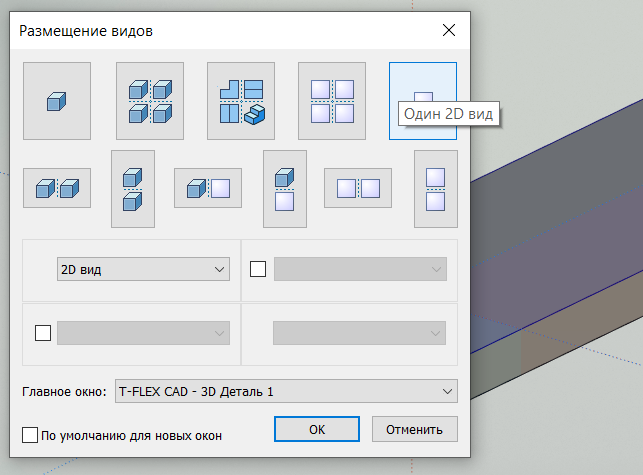 Размещение видов
Один 2D вид
2D вид
Главное окно: T-FLEX CAD - 3D Деталь 1
По умолчанию для новых окон
OK
Отменить